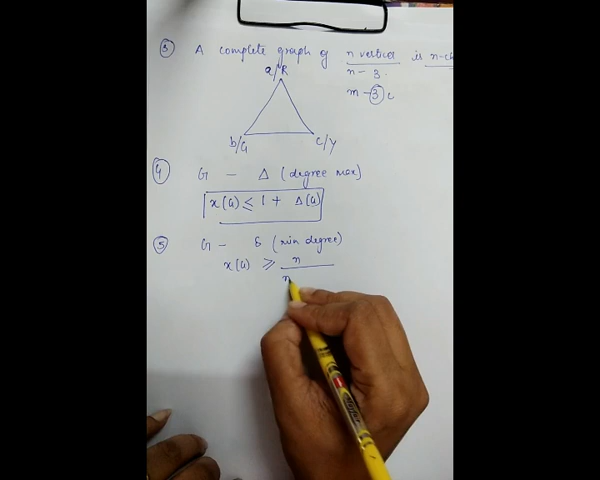 ③ A complete graph of n vertices is n-ch
n - 3.
m - ③ c
a/R
b/G c/Y
④ G - Δ (degree max)
x(G) ≤ 1 + Δ(G)
⑤ G - δ (min degree)
x(G) ≥ n
n